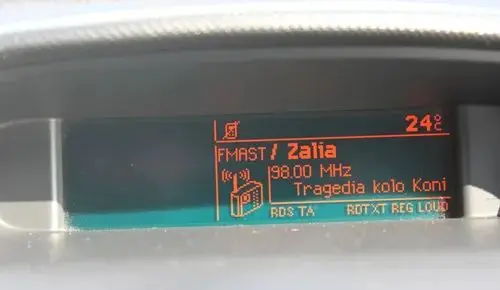 24°C
FMAST / Zalia
98.00 MHz
Tragedia kolo Koni
RDS TA RDTXT REG LOUD